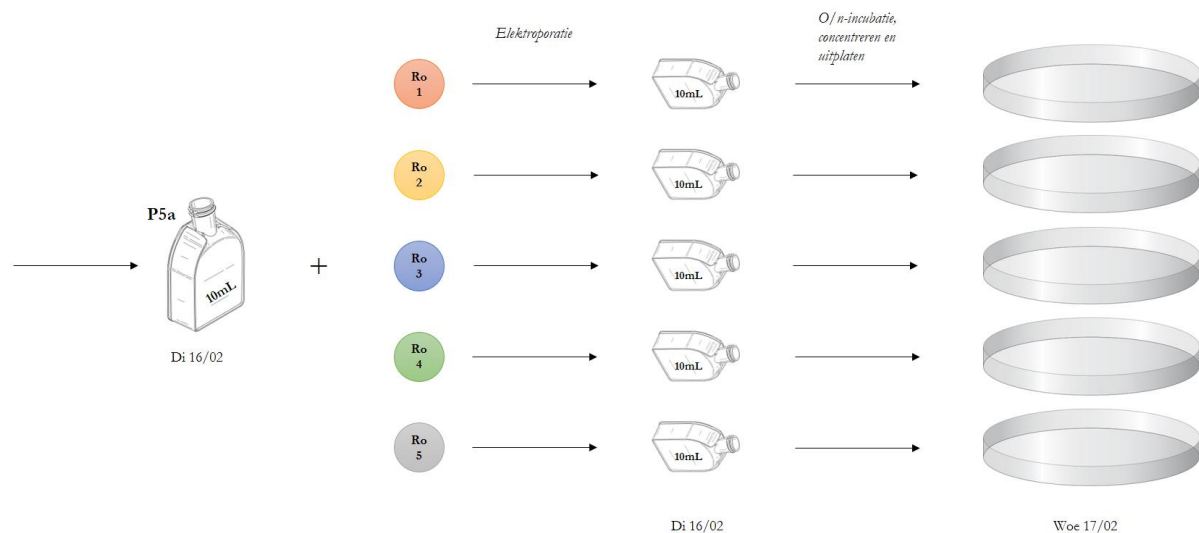 Elektroporatie
O/n-incubatie,
concentreren en
uitplaten
P5a
10mL
Di 16/02
+
Ro
1
10mL
Ro
2
10mL
Ro
3
10mL
Ro
4
10mL
Ro
5
10mL
Di 16/02
Woe 17/02